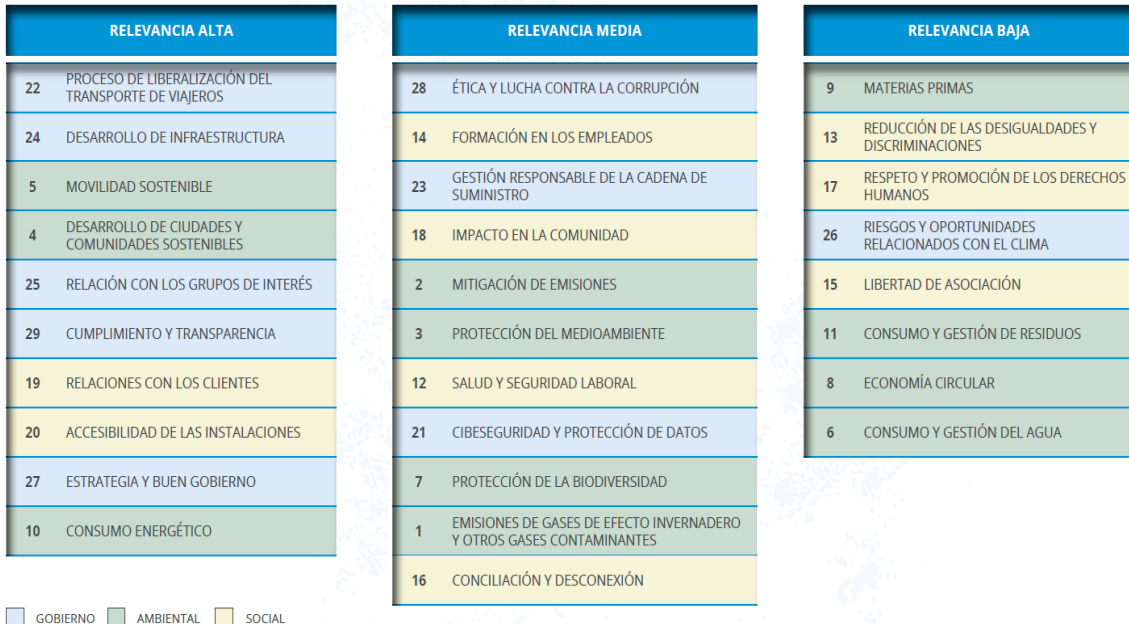 RELEVANCIA ALTA
22 PROCESO DE LIBERALIZACIÓN DEL
TRANSPORTE DE VIAJEROS
24 DESARROLLO DE INFRAESTRUCTURA
5 MOVILIDAD SOSTENIBLE
4 DESARROLLO DE CIUDADES Y
COMUNIDADES SOSTENIBLES
25 RELACIÓN CON LOS GRUPOS DE INTERÉS
29 CUMPLIMIENTO Y TRANSPARENCIA
19 RELACIONES CON LOS CLIENTES
20 ACCESIBILIDAD DE LAS INSTALACIONES
27 ESTRATEGIA Y BUEN GOBIERNO
10 CONSUMO ENERGÉTICO
RELEVANCIA MEDIA
28 ÉTICA Y LUCHA CONTRA LA CORRUPCIÓN
14 FORMACIÓN EN LOS EMPLEADOS
23 GESTIÓN RESPONSABLE DE LA CADENA DE
SUMINISTRO
18 IMPACTO EN LA COMUNIDAD
2 MITIGACIÓN DE EMISIONES
3 PROTECCIÓN DEL MEDIOAMBIENTE
12 SALUD Y SEGURIDAD LABORAL
21 CIBESEGURIDAD Y PROTECCIÓN DE DATOS
7 PROTECCIÓN DE LA BIODIVERSIDAD
1 EMISIONES DE GASES DE EFECTO INVERNADERO
Y OTROS GASES CONTAMINANTES
16 CONCILIACIÓN Y DESCONEXIÓN
RELEVANCIA BAJA
9 MATERIAS PRIMAS
13 REDUCCIÓN DE LAS DESIGUALDADES Y
DISCRIMINACIONES
17 RESPETO Y PROMOCIÓN DE LOS DERECHOS
HUMANOS
26 RIESGOS Y OPORTUNIDADES
RELACIONADOS CON EL CLIMA
15 LIBERTAD DE ASOCIACIÓN
11 CONSUMO Y GESTIÓN DE RESIDUOS
8 ECONOMÍA CIRCULAR
6 CONSUMO Y GESTIÓN DEL AGUA
GOBIERNO AMBIENTAL SOCIAL